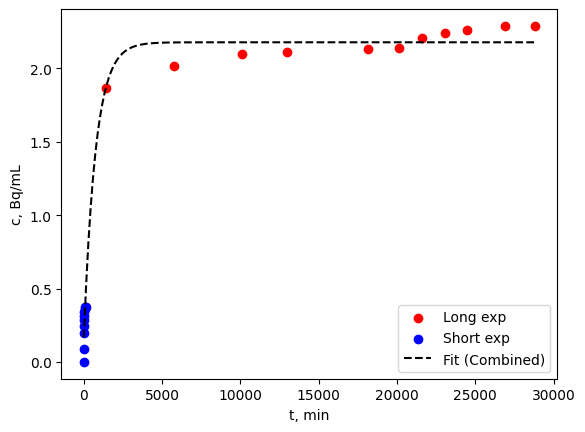 2.0
1.5
1.0
0.5
0.0
c, Bq/mL
0
5000
10000
15000
20000
25000
30000
t, min
Long exp
Short exp
Fit (Combined)